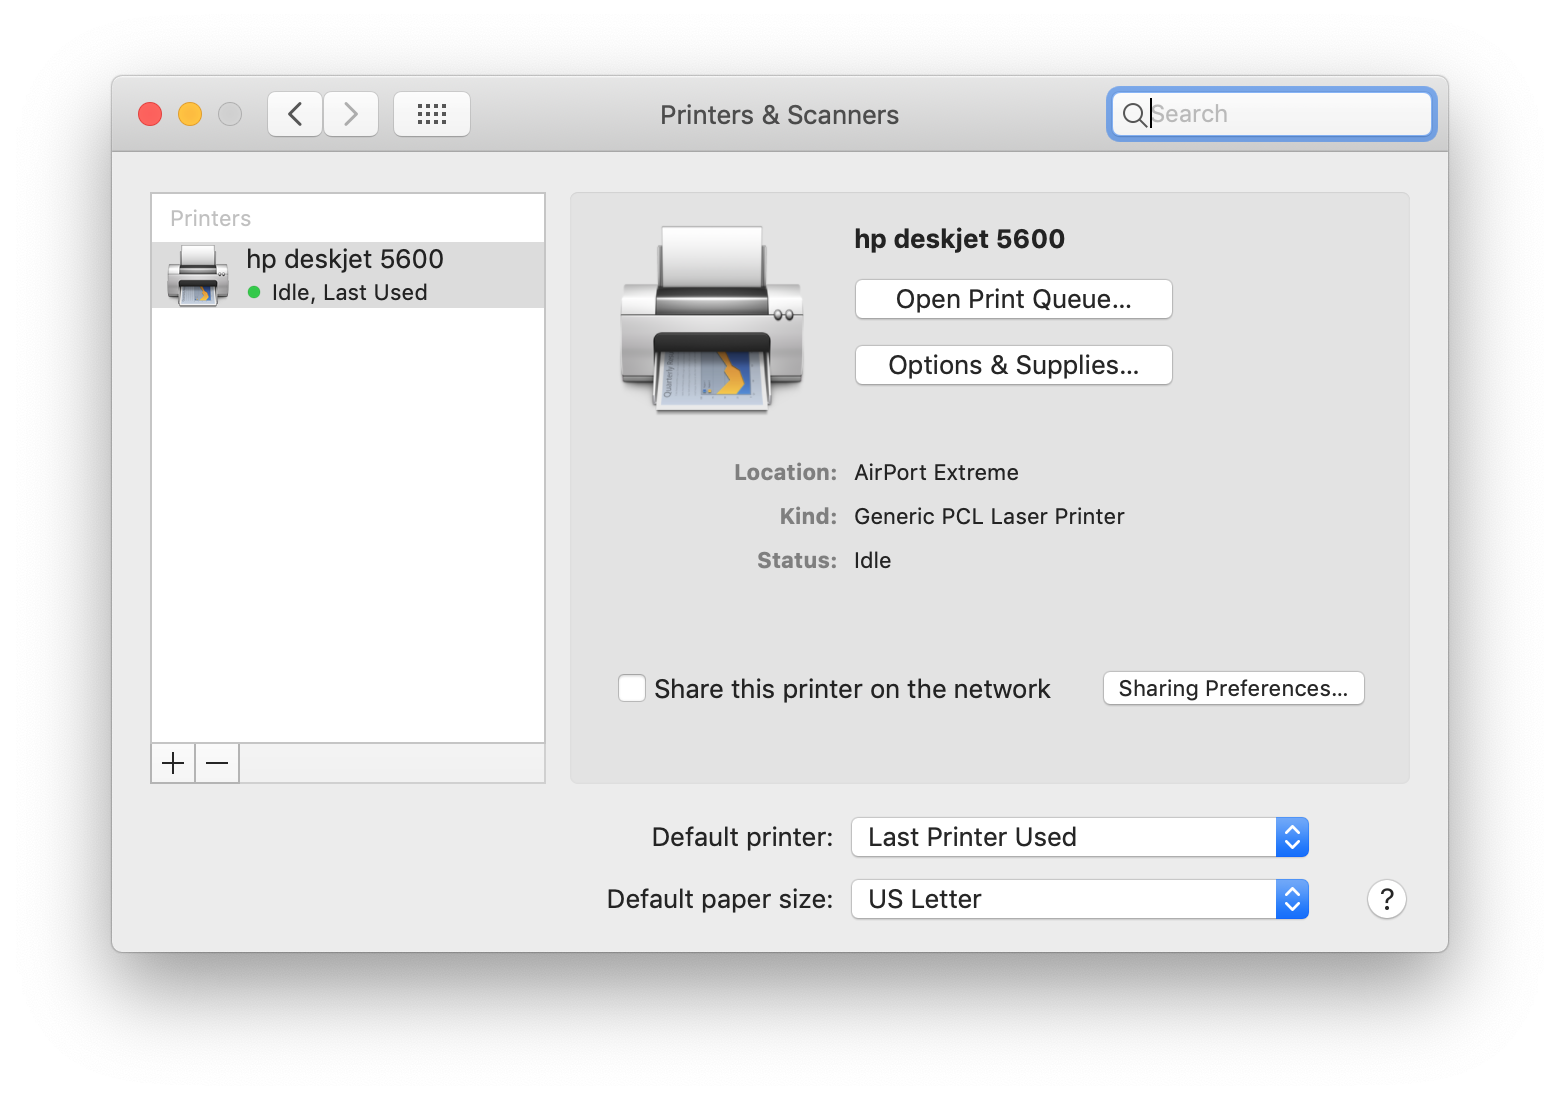 Printers & Scanners
Search
Printers
hp deskjet 5600
Idle, Last Used
hp deskjet 5600
Open Print Queue...
Options & Supplies...
Location: AirPort Extreme
Kind: Generic PCL Laser Printer
Status: Idle
Share this printer on the network
Sharing Preferences...
Default printer: Last Printer Used
Default paper size: US Letter
?